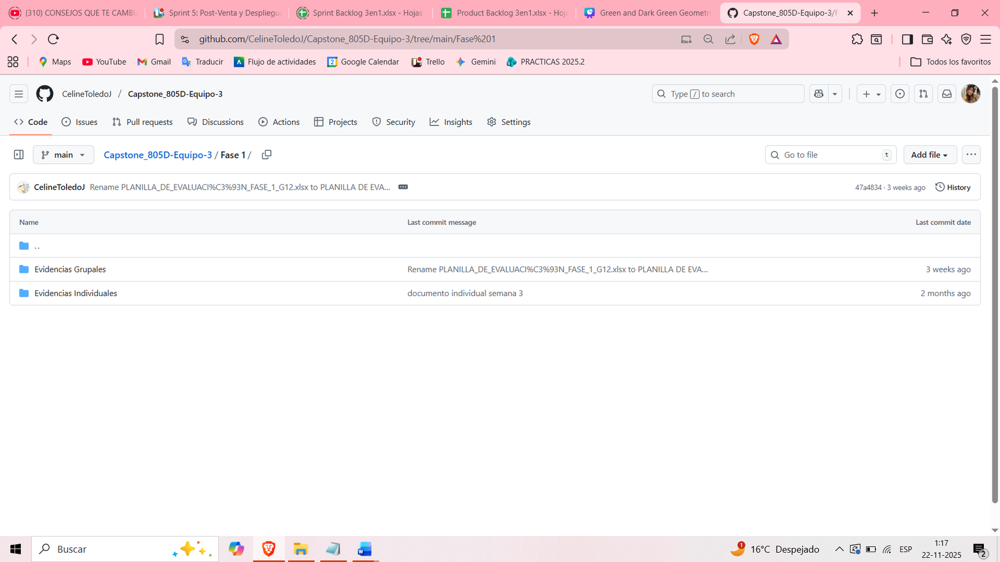 (310) CONSEJOS QUE TE CAMBI
Sprint 5: Post-Venta y Despliegu
Sprint Backlog 3en1.xlsx - Hojas
Product Backlog 3en1.xlsx - Hoja
Green and Dark Green Geometri
Capstone_805D-Equipo-3/F
github.com/CelineToledoJ/Capstone_805D-Equipo-3/tree/main/Fase%201
Maps
YouTube
Gmail
Traducir
Flujo de actividades
2 Google Calendar
Trello
Gemini
PRACTICAS 2025.2
Todos los favoritos
CelineToledoJ / Capstone_805D-Equipo-3
Type / to search
Code
Issues
Pull requests
Discussions
Actions
Projects
Security
Insights
Settings
main
Capstone_805D-Equipo-3 / Fase 1 /
Go to file t
Add file
CelineToledoJ Rename PLANILLA_DE_EVALUACI%C3%93N_FASE_1_G12.xlsx to PLANILLA DE EVA...
47a4834 · 3 weeks ago
History
Name
Last commit message
Last commit date
..
Evidencias Grupales
Rename PLANILLA_DE_EVALUACI%C3%93N_FASE_1_G12.xlsx to PLANILLA DE EVA...
3 weeks ago
Evidencias Individuales
documento individual semana 3
2 months ago
Buscar
1
16°C Despejado
ESP
1:17
22-11-2025
2